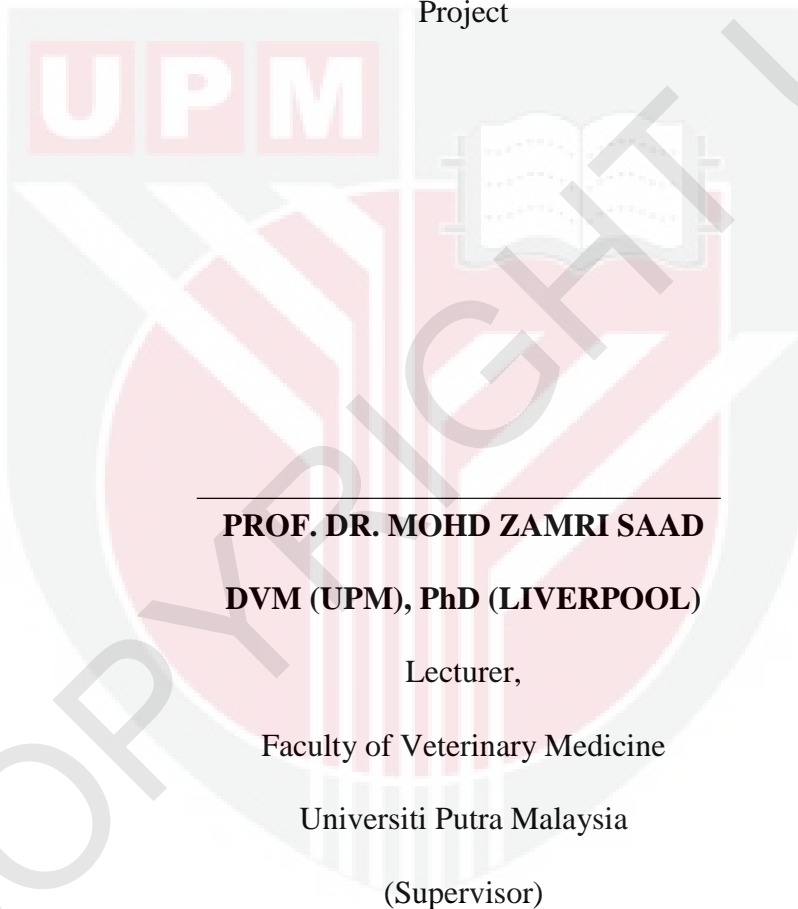 Project
UPM
COPYRIGHT U
PROF. DR. MOHD ZAMRI SAAD
DVM (UPM), PhD (LIVERPOOL)
Lecturer,
Faculty of Veterinary Medicine
Universiti Putra Malaysia
(Supervisor)